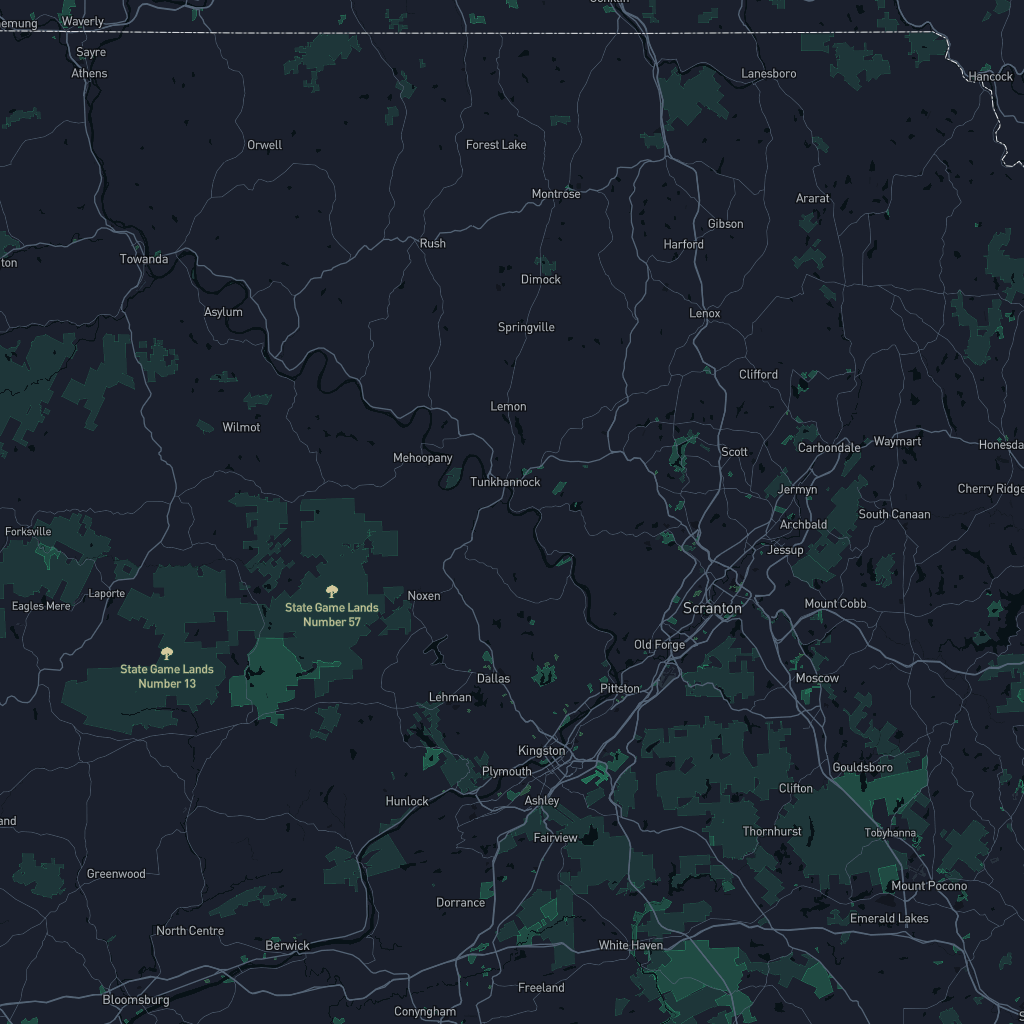 Waverly
Sayre
Athens
Lanesboro
Hancock
Orwell
Forest Lake
Montrose
Ararat
Gibson
Rush
Harford
Towanda
Dimock
Asylum
Lenox
Springville
Clifford
Lemon
Wilmot
Waymart
Carbondale
Scott
Mehoopany
Tunkhannock
Jermyn
Cherry Ridge
South Canaan
Archbald
Forksville
Jessup
Laporte
Noxen
Eagles Mere
State Game Lands
Number 57
Scranton
Mount Cobb
Old Forge
State Game Lands
Number 13
Dallas
Moscow
Pittston
Lehman
Kingston
Gouldsboro
Plymouth
Clifton
Hunlock
Ashley
Thornhurst
Tobyhanna
Fairview
Greenwood
Mount Pocono
Dorrance
Emerald Lakes
North Centre
Berwick
White Haven
Freeland
Bloomsburg
Conyngham